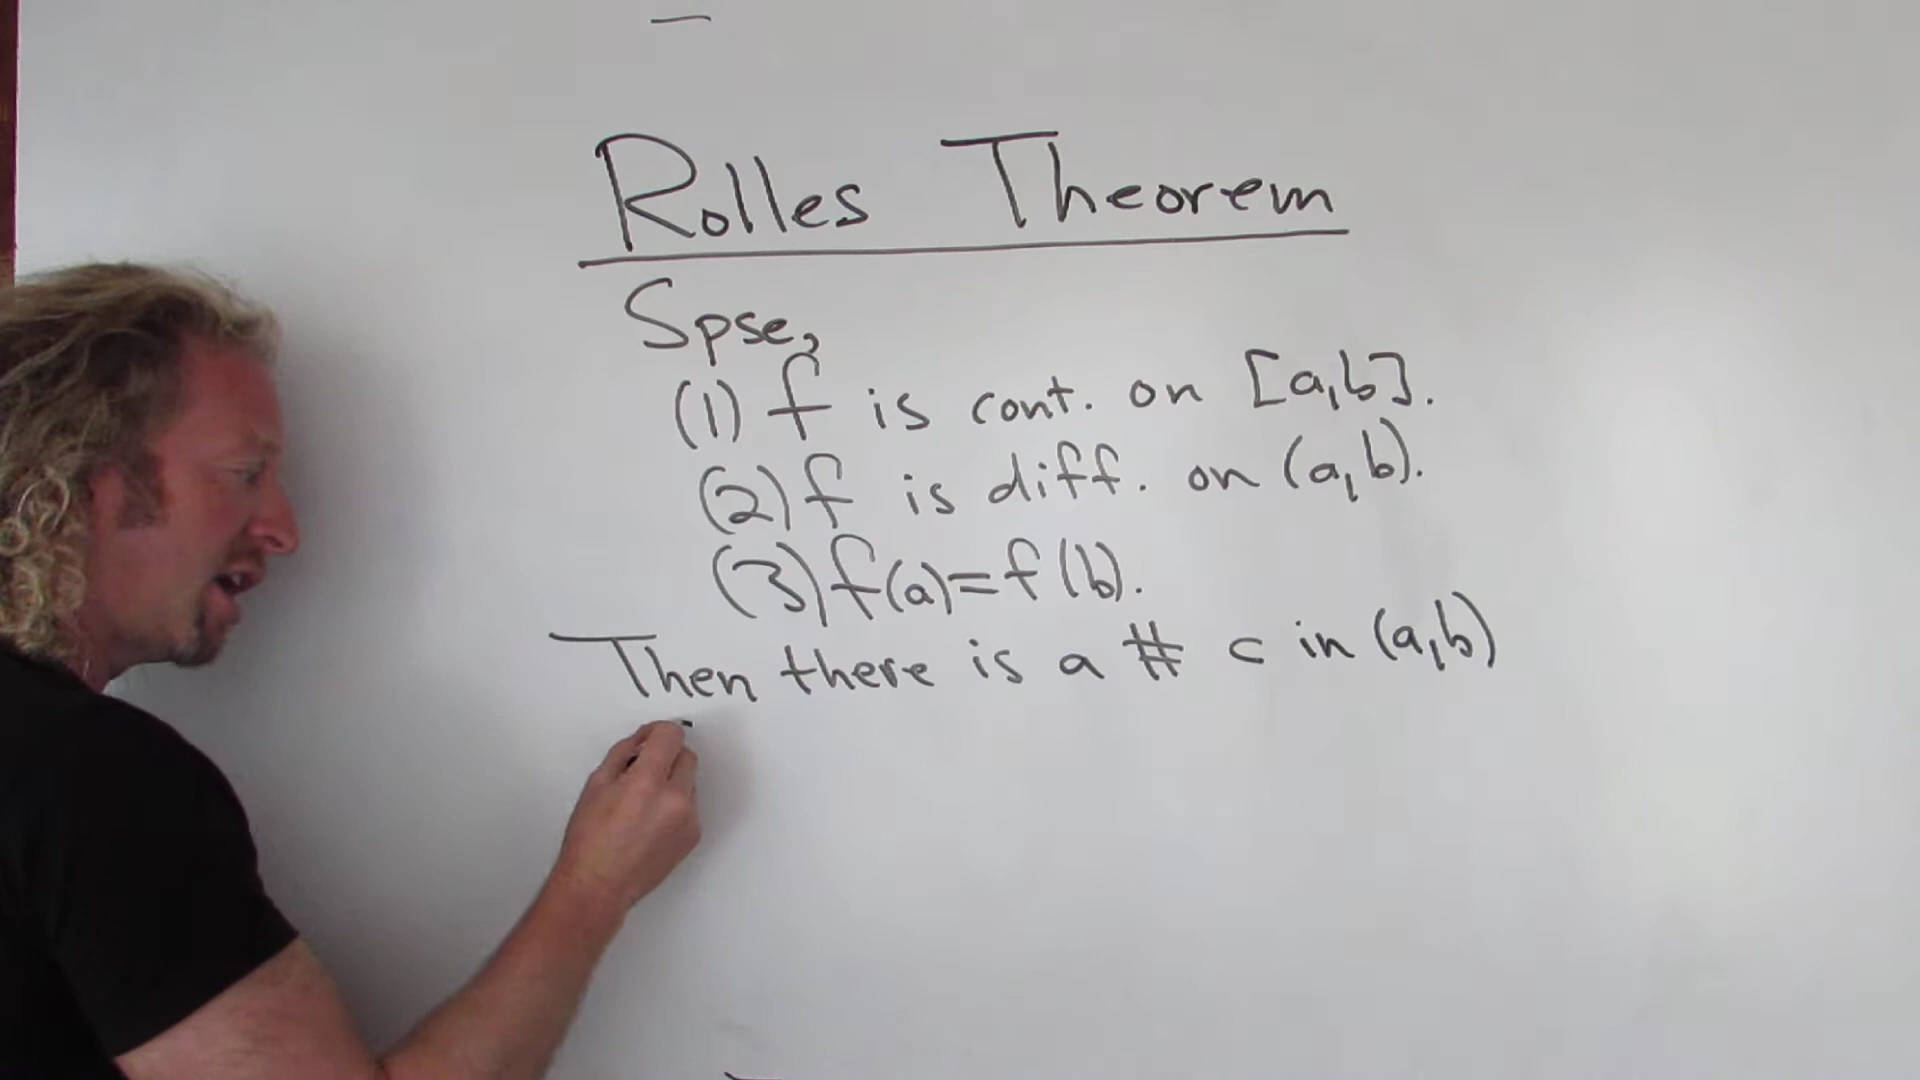 Rolles Theorem
Spse,
(1) f is cont. on [a,b].
(2) f is diff. on (a,b).
(3) f(a)=f(b).
Then there is a # c in (a,b)